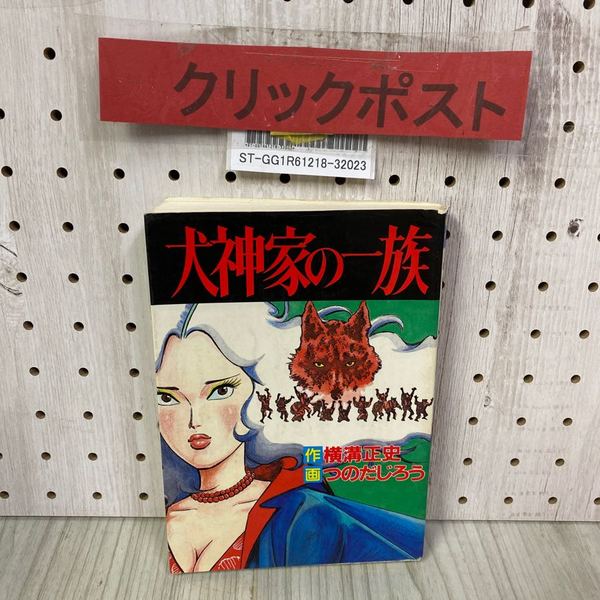 クリックポスト
ST-GG1R61218-32023
犬神家の一族
作 横溝正史
画 つのだじろう